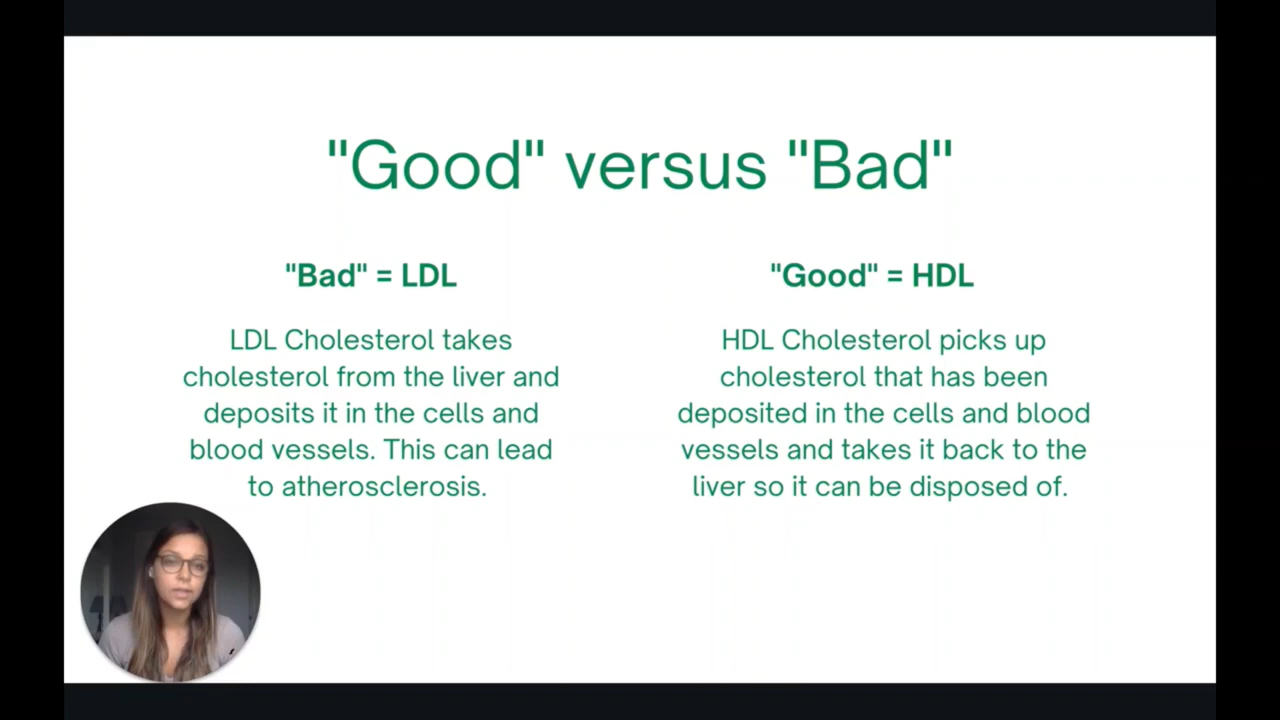 "Good" versus "Bad"
"Bad" = LDL
LDL Cholesterol takes
cholesterol from the liver and
deposits it in the cells and
blood vessels. This can lead
to atherosclerosis.
"Good" = HDL
HDL Cholesterol picks up
cholesterol that has been
deposited in the cells and blood
vessels and takes it back to the
liver so it can be disposed of.